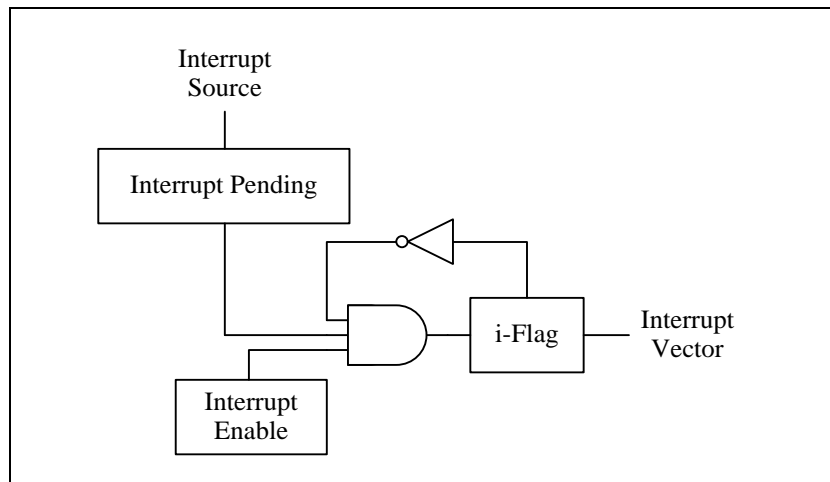 Interrupt
Source
Interrupt Pending
i-Flag
Interrupt
Vector
Interrupt
Enable